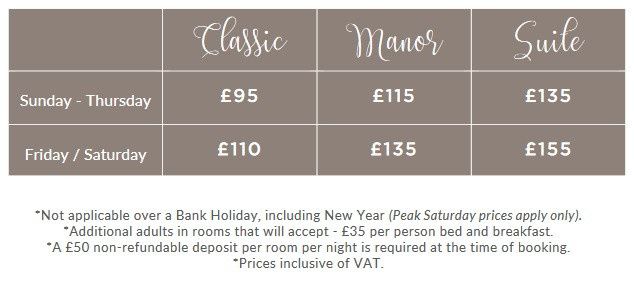 Classic Manor Suite
Sunday - Thursday £95 £115 £135
Friday / Saturday £110 £135 £155
*Not applicable over a Bank Holiday, including New Year (Peak Saturday prices apply only).
*Additional adults in rooms that will accept - £35 per person bed and breakfast.
*A £50 non-refundable deposit per room per night is required at the time of booking.
*Prices inclusive of VAT.